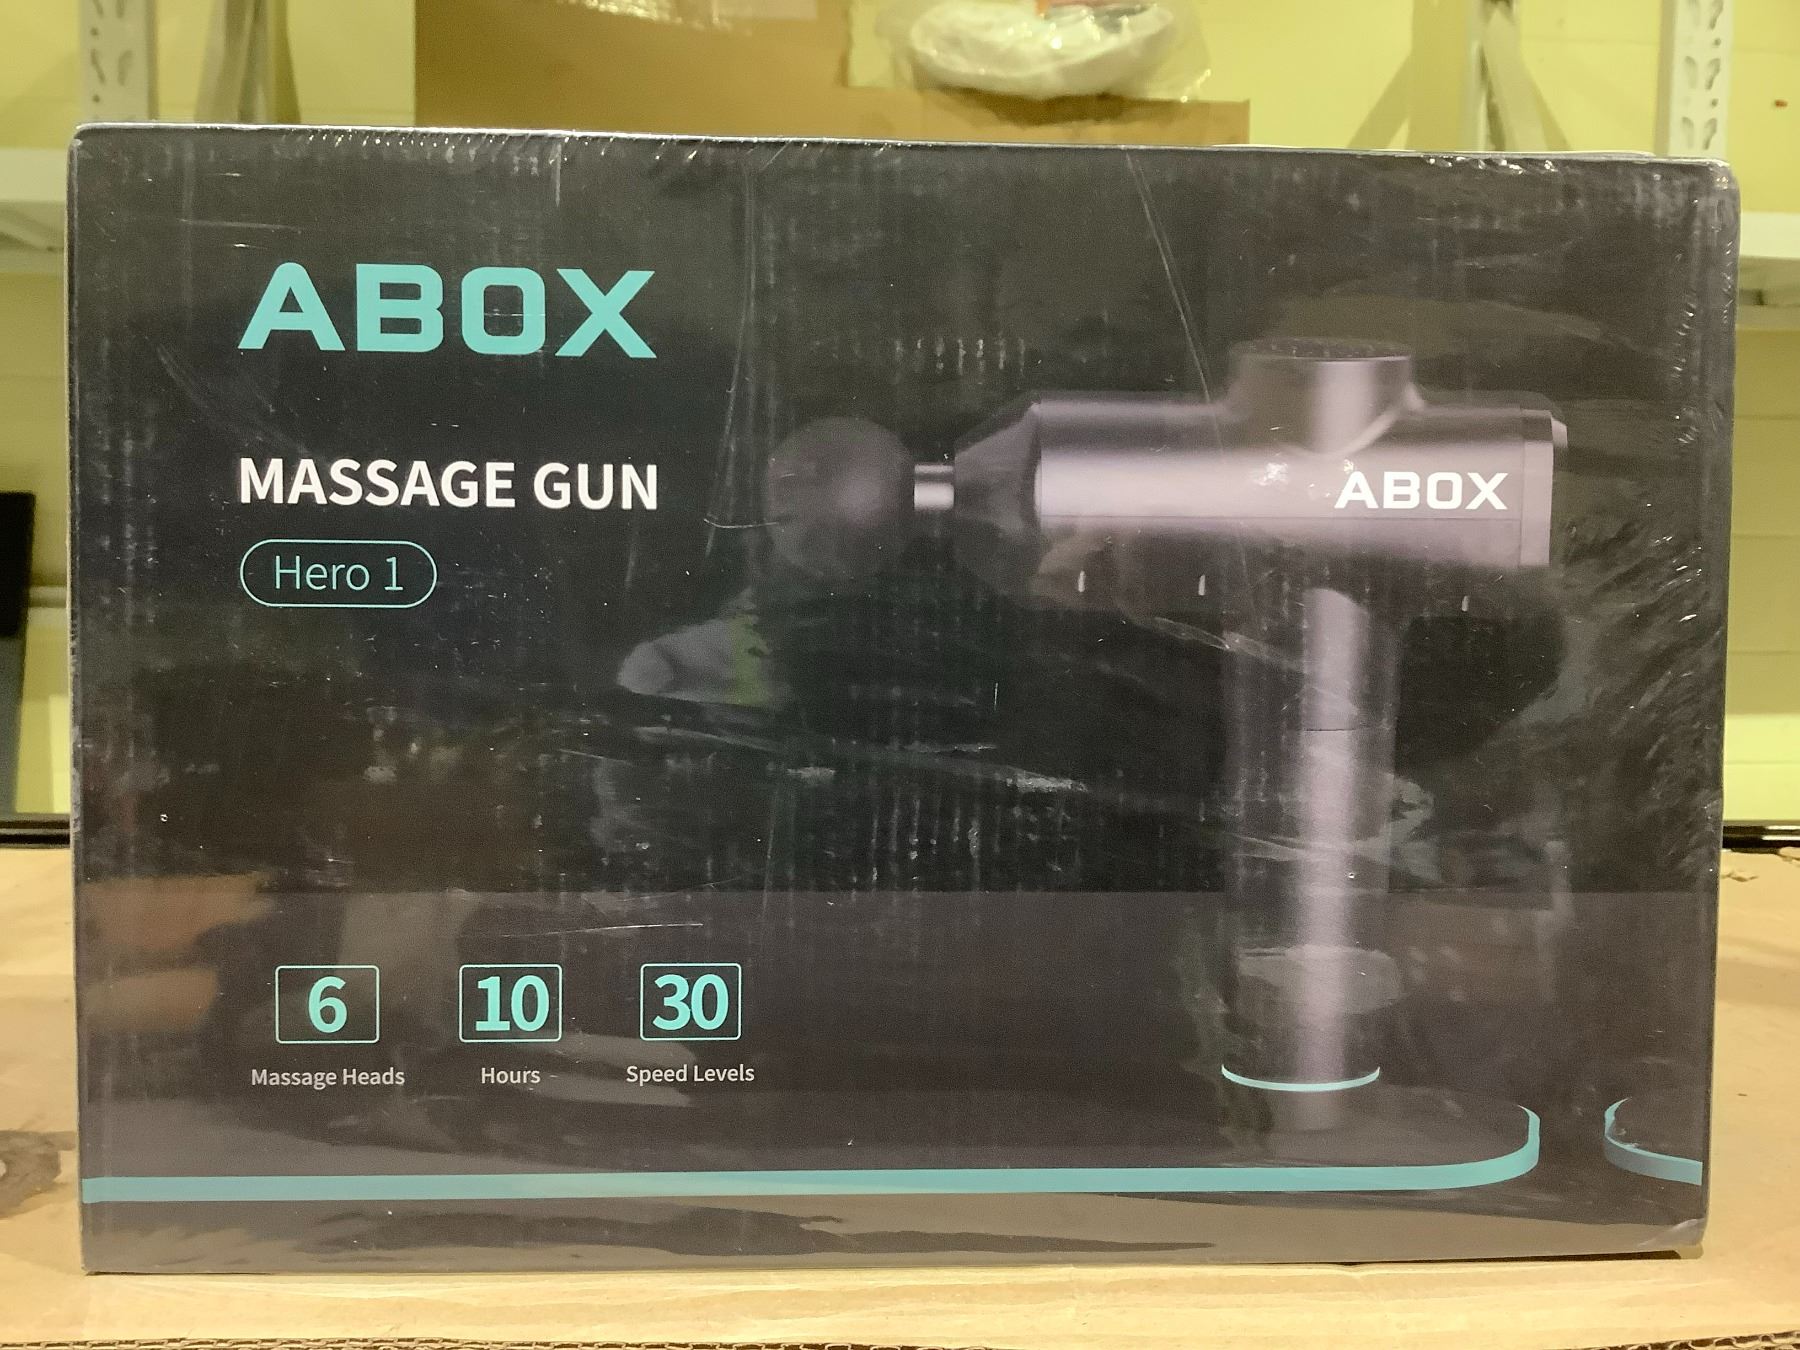 ABOX
MASSAGE GUN
Hero 1
ABOX
6 10 30
Massage Heads Hours Speed Levels